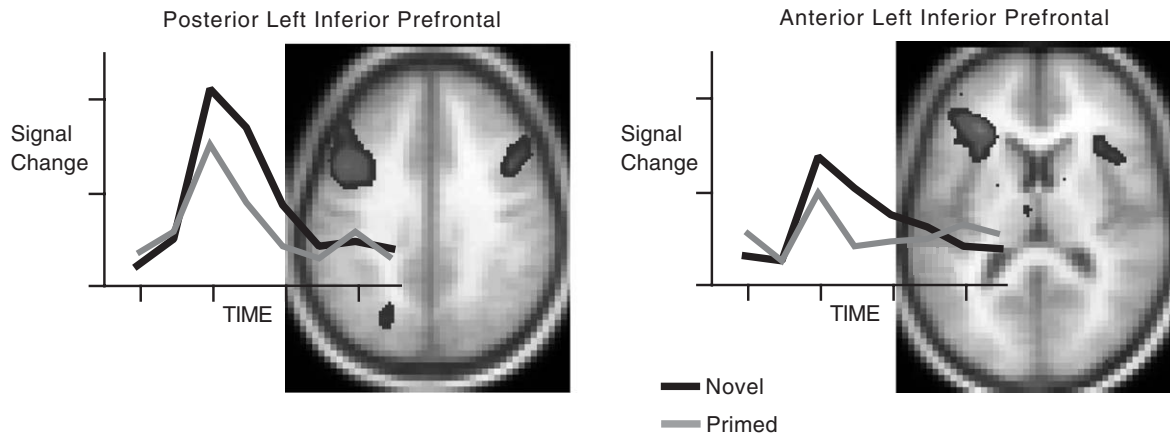 Posterior Left Inferior Prefrontal
Signal
Change
TIME
Anterior Left Inferior Prefrontal
Signal
Change
TIME
Novel
Primed